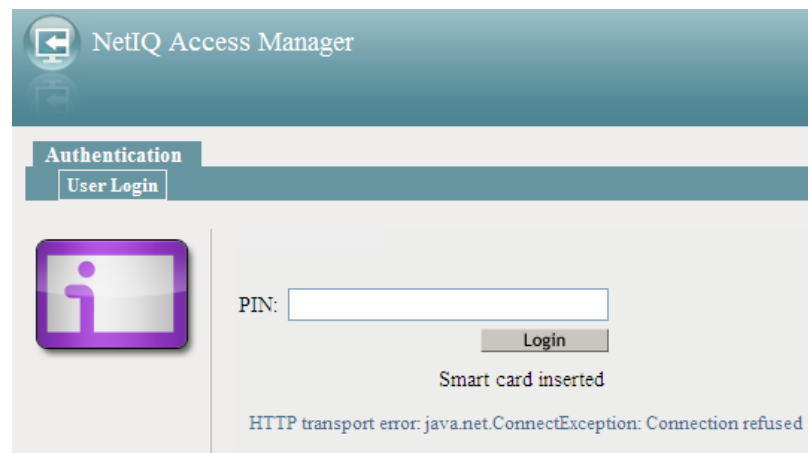 NetIQ Access Manager
Authentication
User Login
PIN:
Login
Smart card inserted
HTTP transport error: java.net.ConnectException: Connection refused